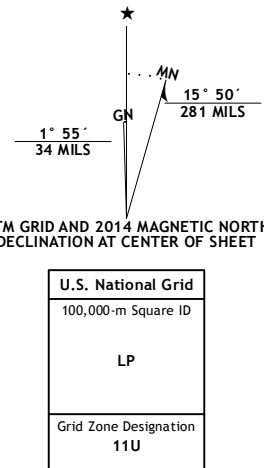 ★
MN
GN
15° 50´
281 MILS
1° 55´
34 MILS
TM GRID AND 2014 MAGNETIC NORTH
DECLINATION AT CENTER OF SHEET
U.S. National Grid
100,000-m Square ID
LP
Grid Zone Designation
11U